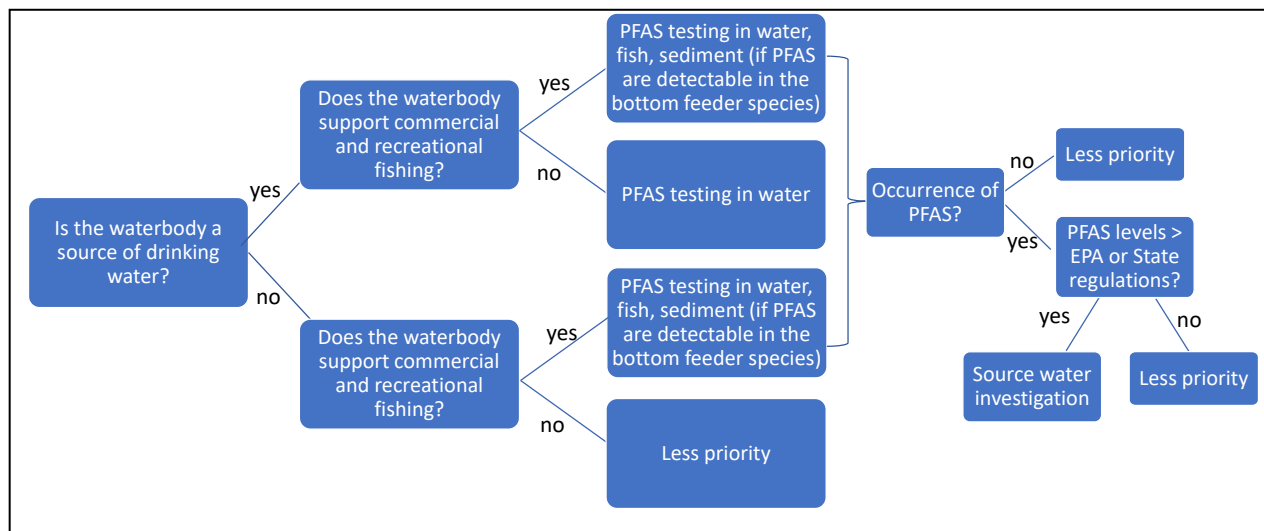 Is the waterbody a
source of drinking
water?
yes
no
Does the waterbody
support commercial
and recreational
fishing?
yes
no
PFAS testing in water,
fish, sediment (if PFAS
are detectable in the
bottom feeder species)
PFAS testing in water
Does the waterbody
support commercial
and recreational
fishing?
yes
no
PFAS testing in water,
fish, sediment (if PFAS
are detectable in the
bottom feeder species)
Less priority
Occurrence of
PFAS?
no
yes
Less priority
PFAS levels >
EPA or State
regulations?
yes
no
Source water
investigation
Less priority